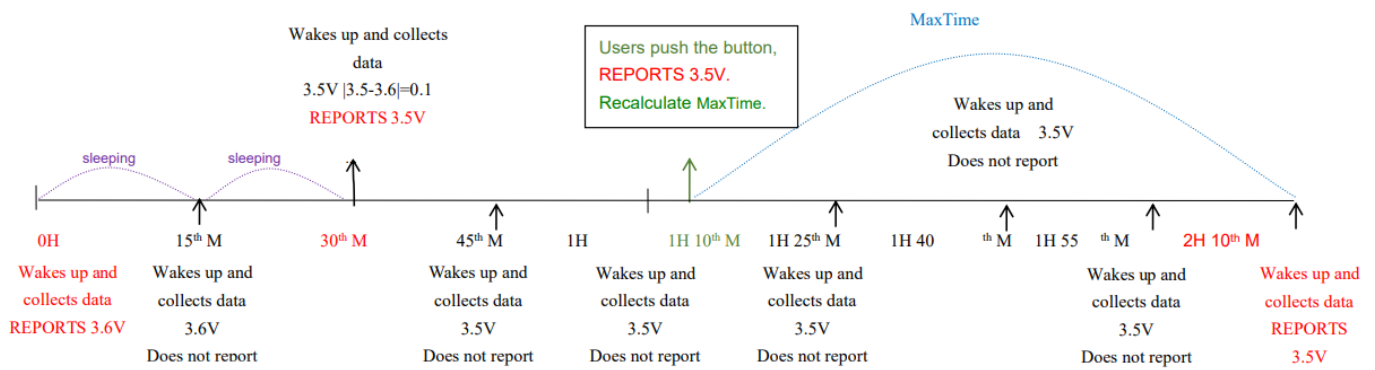 MaxTime
Wakes up and collects
data
3.5V |3.5-3.6|=0.1
REPORTS 3.5V
Users push the button,
REPORTS 3.5V.
Recalculate MaxTime.
Wakes up and
collects data 3.5V
Does not report
sleeping
sleeping
0H
15th M
30th M
45th M
1H
1H 10th M
1H 25th M
1H 40 th M
1H 55 th M
2H 10th M
Wakes up and
collects data
REPORTS 3.6V
Wakes up and
collects data
3.6V
Does not report
Wakes up and
collects data
3.5V
Does not report
Wakes up and
collects data
3.5V
Does not report
Wakes up and
collects data
3.5V
Does not report
Wakes up and
collects data
3.5V
Does not report
Wakes up and
collects data
REPORTS
3.5V